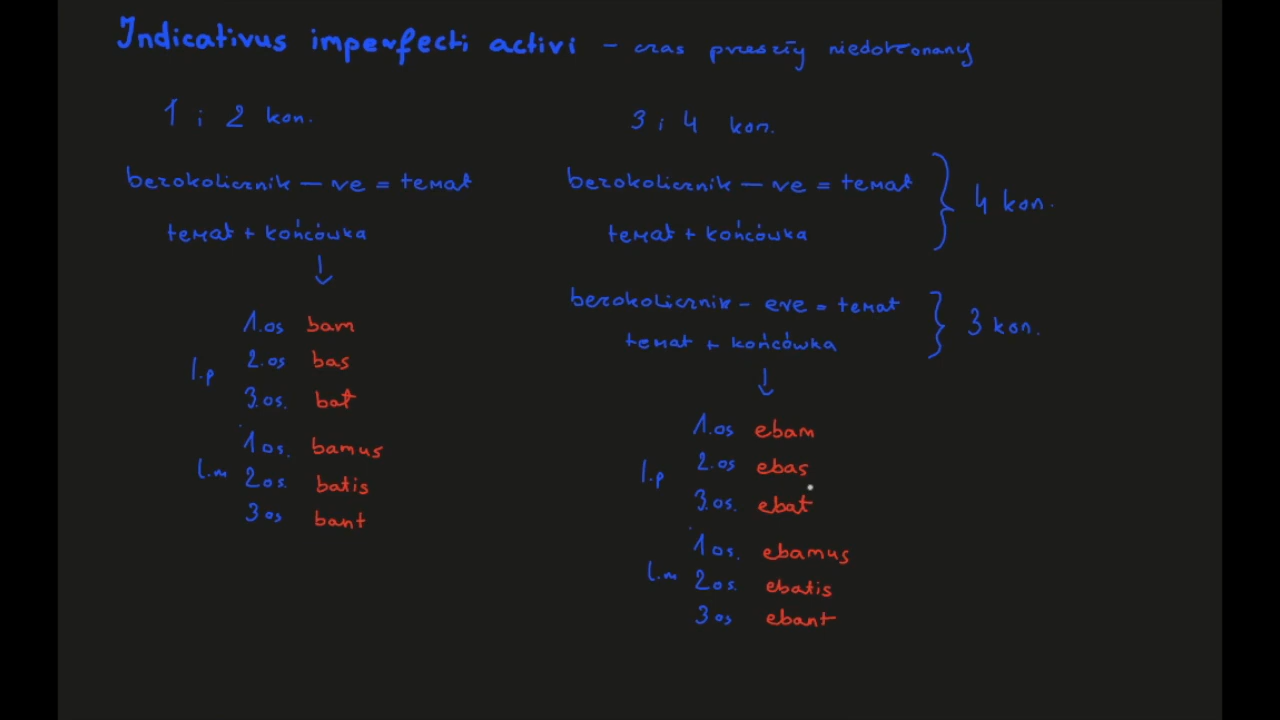 Indicativus imperfecti activi – czas przeszły niedokonany
1 i 2 kon.
bezokolicznik – re = temat
temat + końcówka
↓
l.p
1.os bam
2.os bas
3.os. bat
l.m
1 os. bamus
2 os. batis
3 os bant
3 i 4 kon.
bezokolicznik – re = temat
temat + końcówka
} 4 kon.
bezokolicznik – ere = temat
temat + końcówka
} 3 kon.
↓
l.p
1.os ebam
2.os ebas
3.os. ebat
l.m
1 os. ebamus
2 os. ebatis
3 os ebant